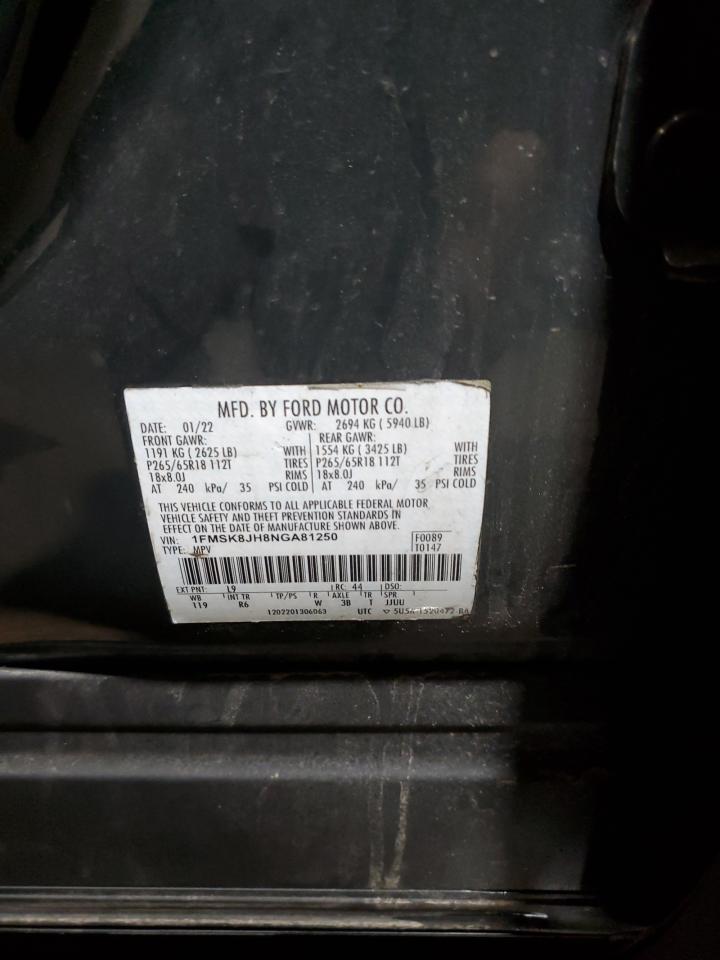 MFD. BY FORD MOTOR CO.
DATE: 01/22 GVWR: 2694 KG ( 5940 LB)
FRONT GAWR: REAR GAWR:
1191 KG ( 2625 LB) WITH 1554 KG ( 3425 LB) WITH
P265/65R18 112T TIRES P265/65R18 112T TIRES
18x8.0J RIMS 18x8.0J RIMS
AT 240 kPa/ 35 PSI COLD AT 240 kPa/ 35 PSI COLD
THIS VEHICLE CONFORMS TO ALL APPLICABLE FEDERAL MOTOR
VEHICLE SAFETY AND THEFT PREVENTION STANDARDS IN
EFFECT ON THE DATE OF MANUFACTURE SHOWN ABOVE.
VIN: 1FMSK8JH8NGA81250 F0089
TYPE: MPV T0147
EXT PNT: L9 RC: 44 DSO:
WB INT TR TP/PS R AXLE TR SPR
119 R6 W 3B T JJUU
1202201306063 UTC